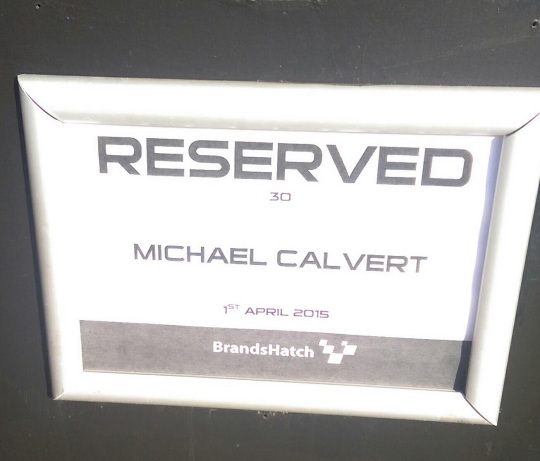 RESERVED
30
MICHAEL CALVERT
1ST APRIL 2015
BrandsHatch